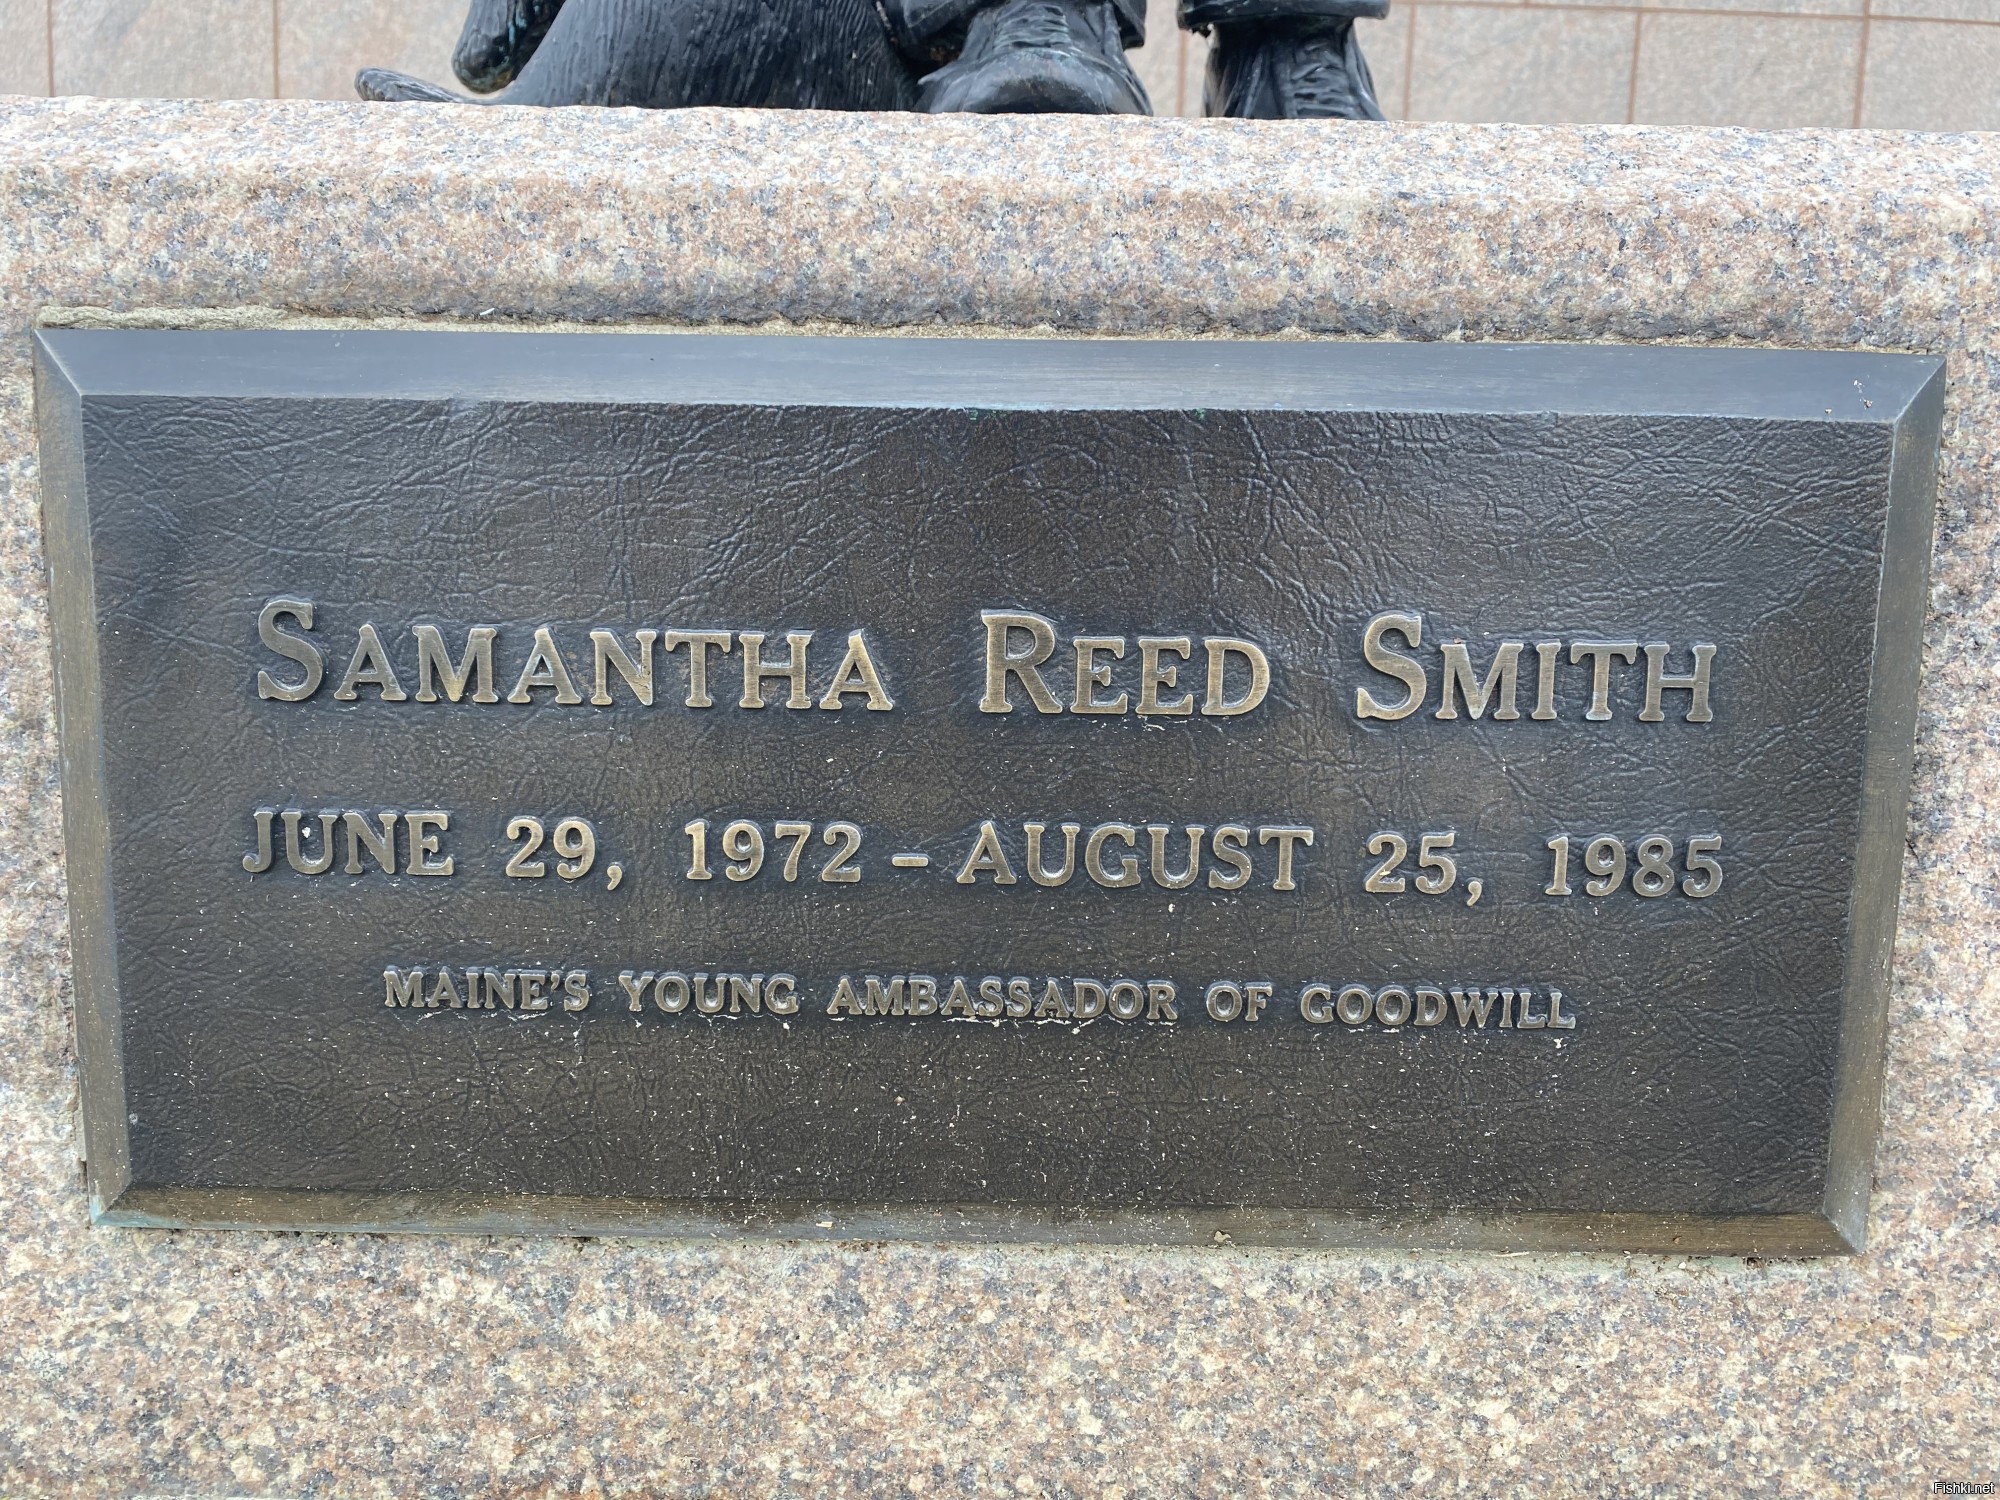 Samantha Reed Smith
JUNE 29, 1972 – AUGUST 25, 1985
MAINE'S YOUNG AMBASSADOR OF GOODWILL
Fishki.net